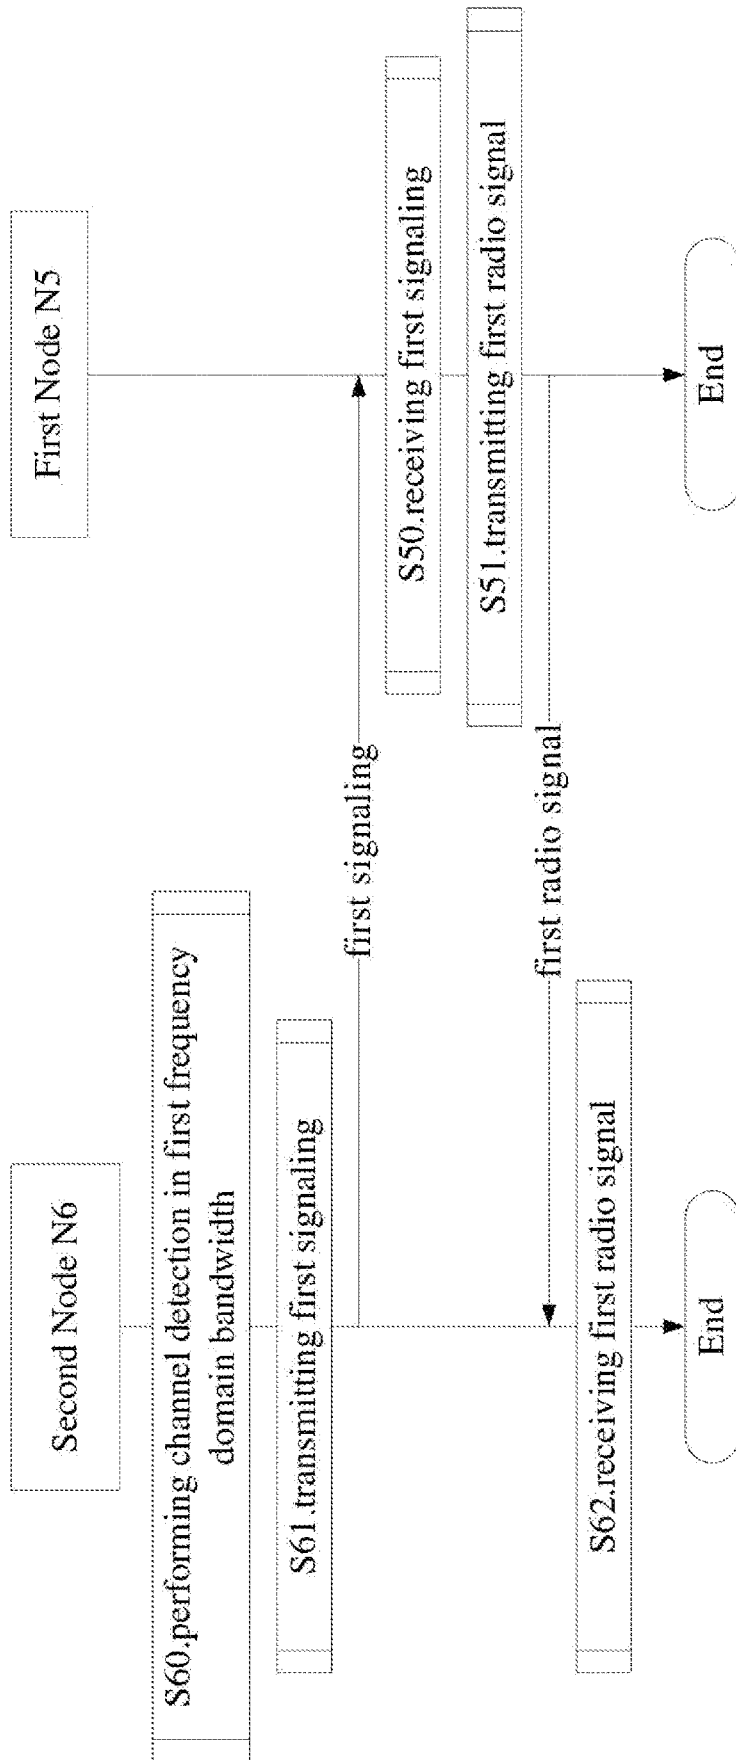 Second Node N6
First Node N5
S60.performing channel detection in first frequency
domain bandwidth
S61.transmitting first signaling
first signaling
S50.receiving first signaling
S51.transmitting first radio signal
first radio signal
S62.receiving first radio signal
End
End